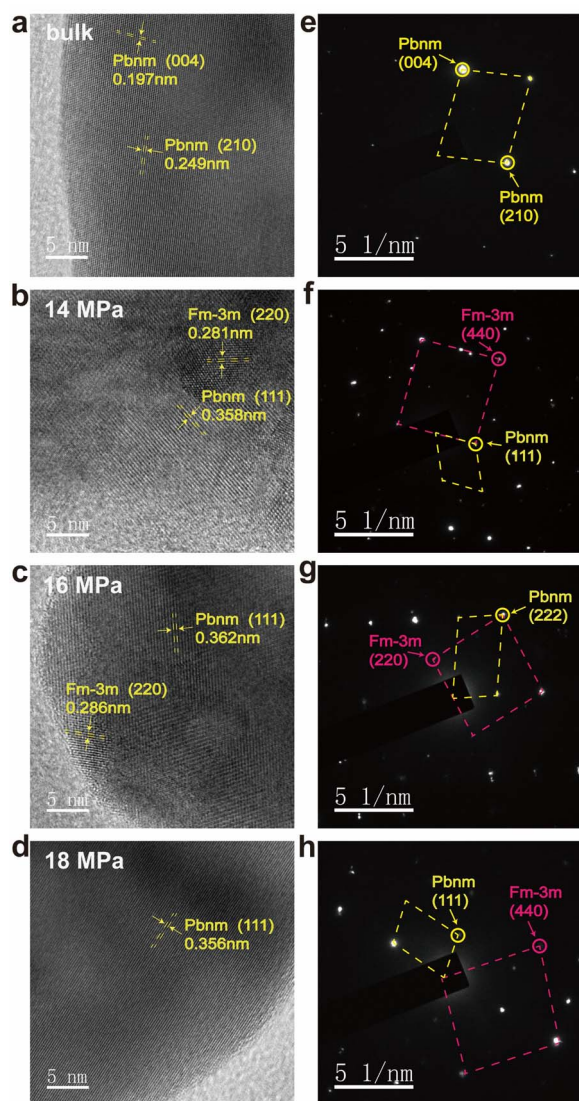 a
bulk
Pbnm (004)
0.197nm
Pbnm (210)
0.249nm
5 nm
e
Pbnm
(004)
Pbnm
(210)
5 1/nm
b
14 MPa
Fm-3m (220)
0.281nm
Pbnm (111)
0.358nm
5 nm
f
Fm-3m
(440)
Pbnm
(111)
5 1/nm
c
16 MPa
Pbnm (111)
0.362nm
Fm-3m (220)
0.286nm
5 nm
g
Pbnm
(222)
Fm-3m
(220)
5 1/nm
d
18 MPa
Pbnm (111)
0.356nm
5 nm
h
Pbnm
(111)
Fm-3m
(440)
5 1/nm